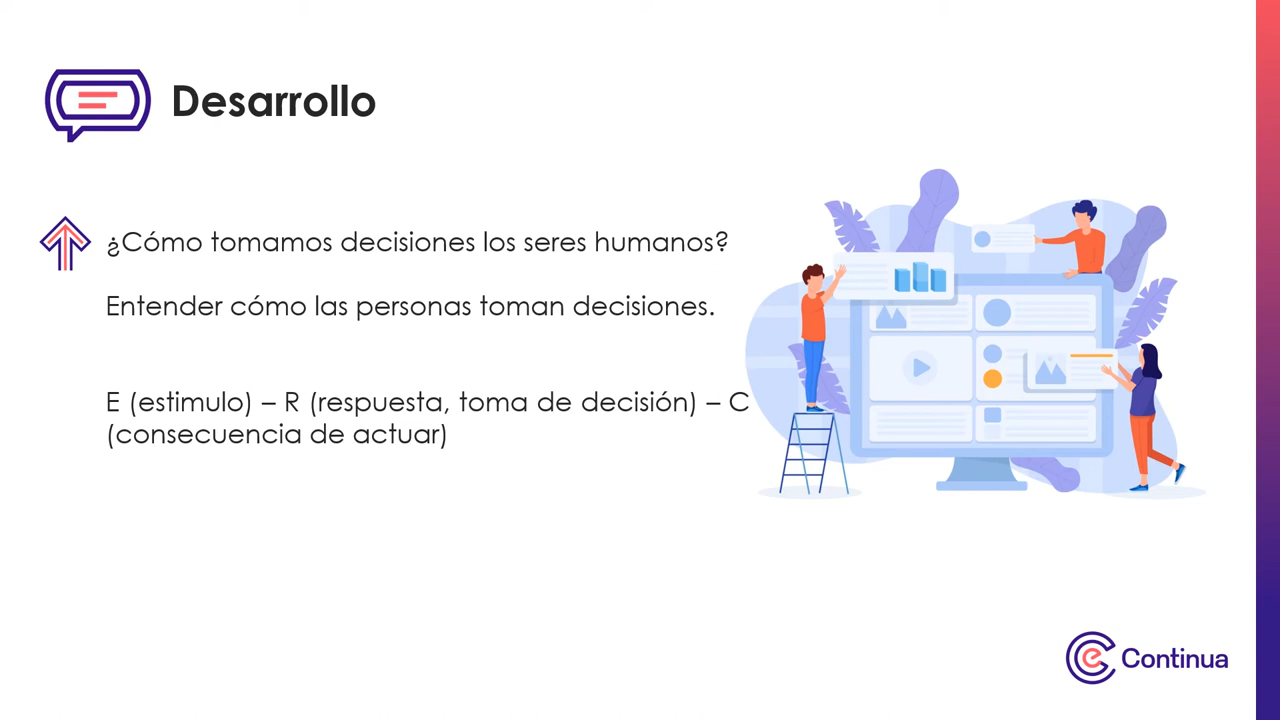 Desarrollo
¿Cómo tomamos decisiones los seres humanos?
Entender cómo las personas toman decisiones.
E (estimulo) – R (respuesta, toma de decisión) – C
(consecuencia de actuar)
Continua